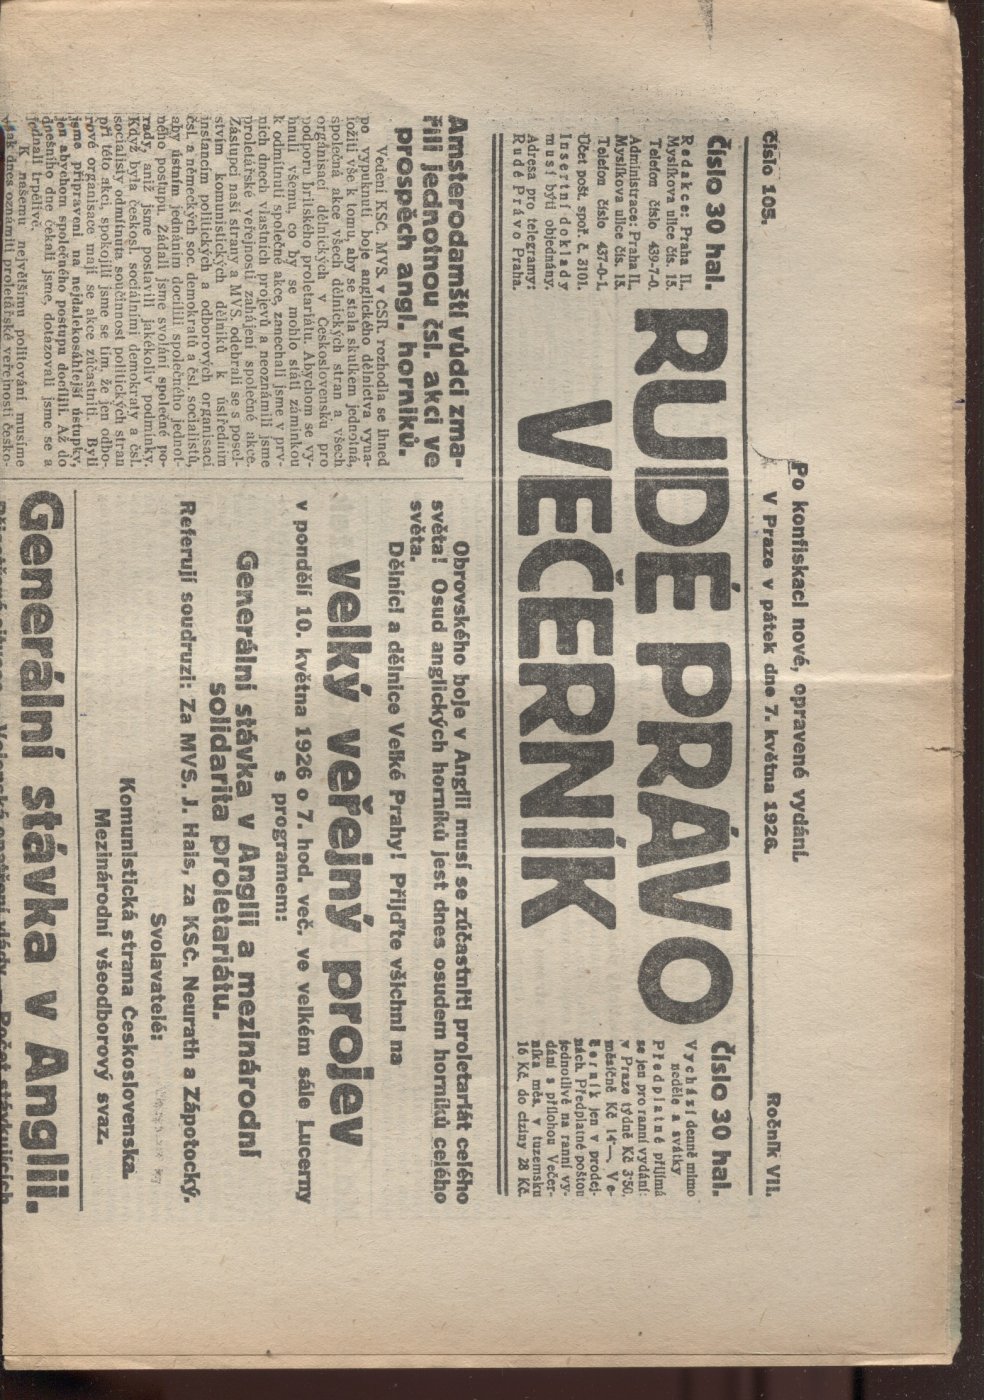 Po konfiskaci nové, opravené vydání.
Číslo 105.
V Praze v pátek dne 7. května 1926.
Ročník VII.
Číslo 30 hal.
Redakce: Praha II.
Myslíkova ulice čís. 15.
Telefon číslo 439-7-0.
Administrace: Praha II.
Myslíkova ulice čís. 15.
Telefon číslo 437-0-1.
Účet pošt. spoř. č. 3101.
Insertní doklady
musí býti objednány.
Adresa pro telegramy:
Rudé Právo Praha.
RUDÉ PRÁVO
VEČERNÍK
Číslo 30 hal.
Vychází denně mimo
neděle a svátky
Předplatné přijímá
se jen pro ranní vydání:
v Praze týdně Kč 3·50,
měsíčně Kč 14·—. Ve-
černík jen v prodej-
nách. Předplatné poštou
jednotlivě na ranní vy-
dání s přílohou Večer-
níka měs. v tuzemsku
16 Kč, do ciziny 28 Kč.
Amsterodamští vůdci zma-
řili jednotnou čsl. akci ve
prospěch angl. horníků.
Vedení KSČ. MVS. v ČSR. rozhodla se ihned
po vypuknutí boje anglického dělnictva vyna-
ložiti vše k tomu, aby se stala skutkem jednotná,
společná akce všech dělnických stran a všech
organisací dělnických v Československu pro
podporu britského proletariátu. Abychom se vy-
hnuli všemu, co by se mohlo státi záminkou
k odmítnutí společné akce, zanechali jsme v prv-
ních dnech vlastních projevů a neoznámili jsme
proletářské veřejnosti zahájení společné akce.
Zástupci naší strany a MVS. odebrali se s posel-
stvím komunistických dělníků k ústředním
instancím politických a odborových organisací
čsl. a německých soc. demokratů a čsl. socialistů,
aby ústním jednáním docílili společného jednot-
ného postupu. Žádali jsme svolání společné po-
rady, aniž jsme postavili jakékoliv podmínky.
Když byla českosl. sociálními demokraty a čsl.
socialisty odmítnuta součinnost politických stran
při této akci, spokojili jsme se tím, že jen odbo-
rové organisace mají se akce zúčastniti. Byli
jsme připraveni na nejdalekosáhlejší ústupky,
jen abychom společného postupu docílili. Až do
dnešního dne čekali jsme, dotazovali jsme se a
jednali trpělivě.
K našemu největšímu politování musíme
však dnes oznámiti proletářské veřejnosti česko-
Obrovského boje v Anglii musí se zúčastniti proletariát celého
světa! Osud anglických horníků jest dnes osudem horníků celého
světa.
Dělníci a dělnice Velké Prahy! Přijďte všichni na
velký veřejný projev
v pondělí 10. května 1926 o 7. hod. več. ve velkém sále Lucerny
s programem:
Generální stávka v Anglii a mezinárodní
solidarita proletariátu.
Referují soudruzi: Za MVS. J. Hais, za KSČ. Neurath a Zápotocký.
Svolavatelé:
Komunistická strana Československa.
Mezinárodní všeodborový svaz.
Generální stávka v Anglii.